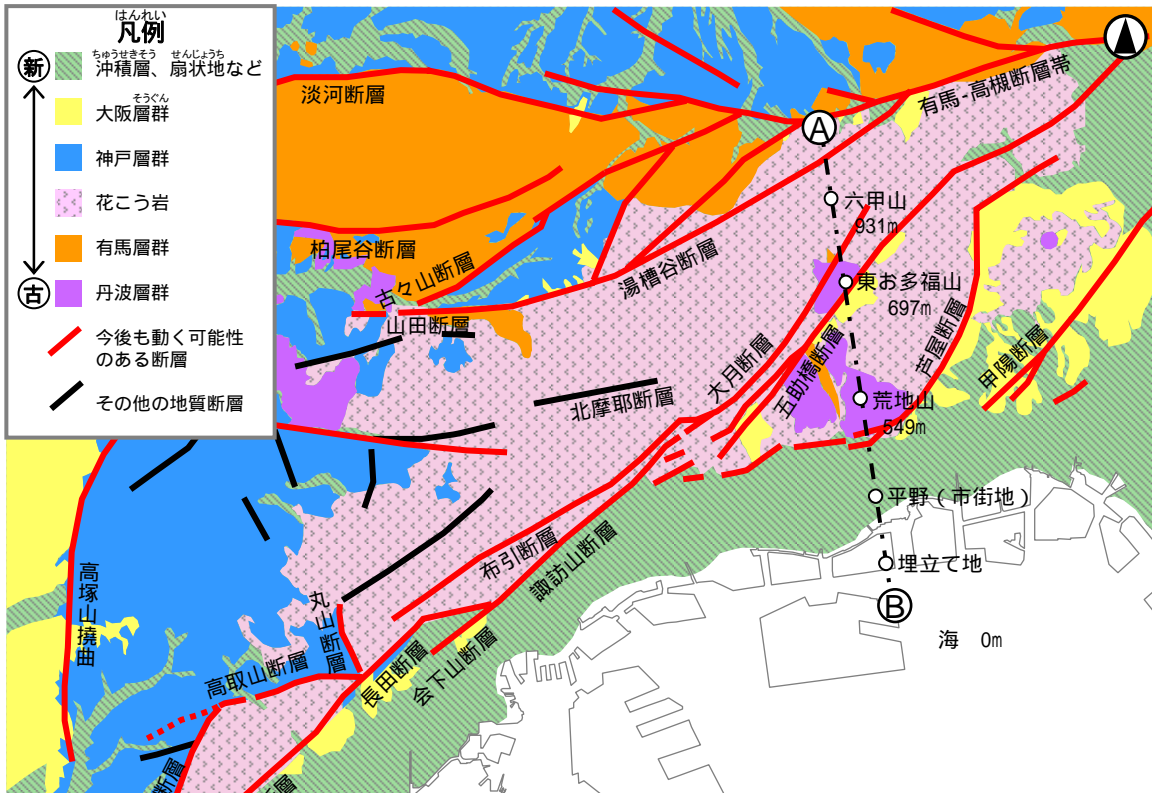 はんれい
凡例
新
ちゅうせきそう せんじょうち
沖積層、扇状地など
そうぐん
大阪層群
神戸層群
花こう岩
有馬層群
古
丹波層群
今後も動く可能性
のある断層
その他の地質断層
淡河断層
有馬-高槻断層帯
A
六甲山
931m
柏尾谷断層
古々山断層
湯槽谷断層
東お多福山
697m
山田断層
大月断層
五助橋断層
芦屋断層
甲陽断層
北摩耶断層
荒地山
549m
平野(市街地)
布引断層
諏訪山断層
埋立て地
高塚山撓曲
丸山断層
B
海 0m
高取山断層
長田断層
会下山断層
断層
層